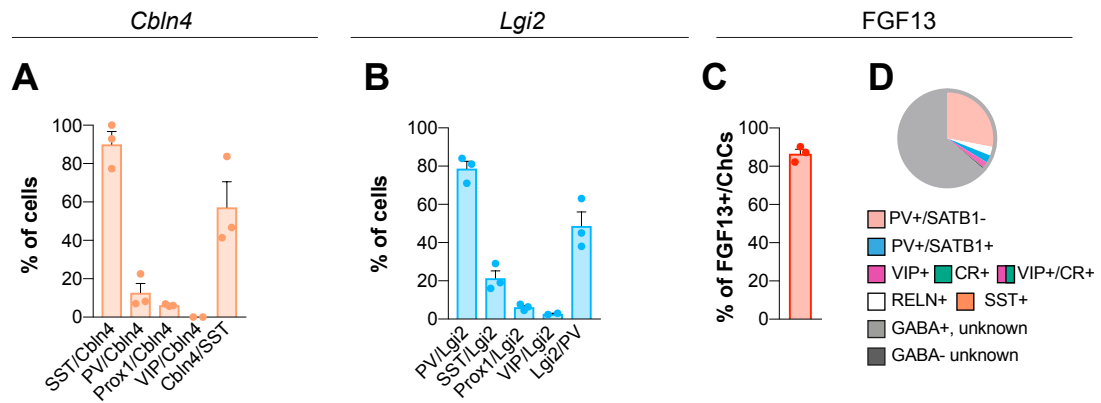 Cbln4
Lgi2
FGF13
A
B
C
D
% of cells
100
80
60
40
20
0
SST/Cbln4
PV/Cbln4
Prox1/Cbln4
VIP/Cbln4
Cbln4/SST
% of cells
100
80
60
40
20
0
PV/Lgi2
SST/Lgi2
Prox1/Lgi2
VIP/Lgi2
Lgi2/PV
% of FGF13+/ChCs
100
80
60
40
20
0
PV+/SATB1-
PV+/SATB1+
VIP+ CR+ VIP+/CR+
RELN+ SST+
GABA+, unknown
GABA- unknown